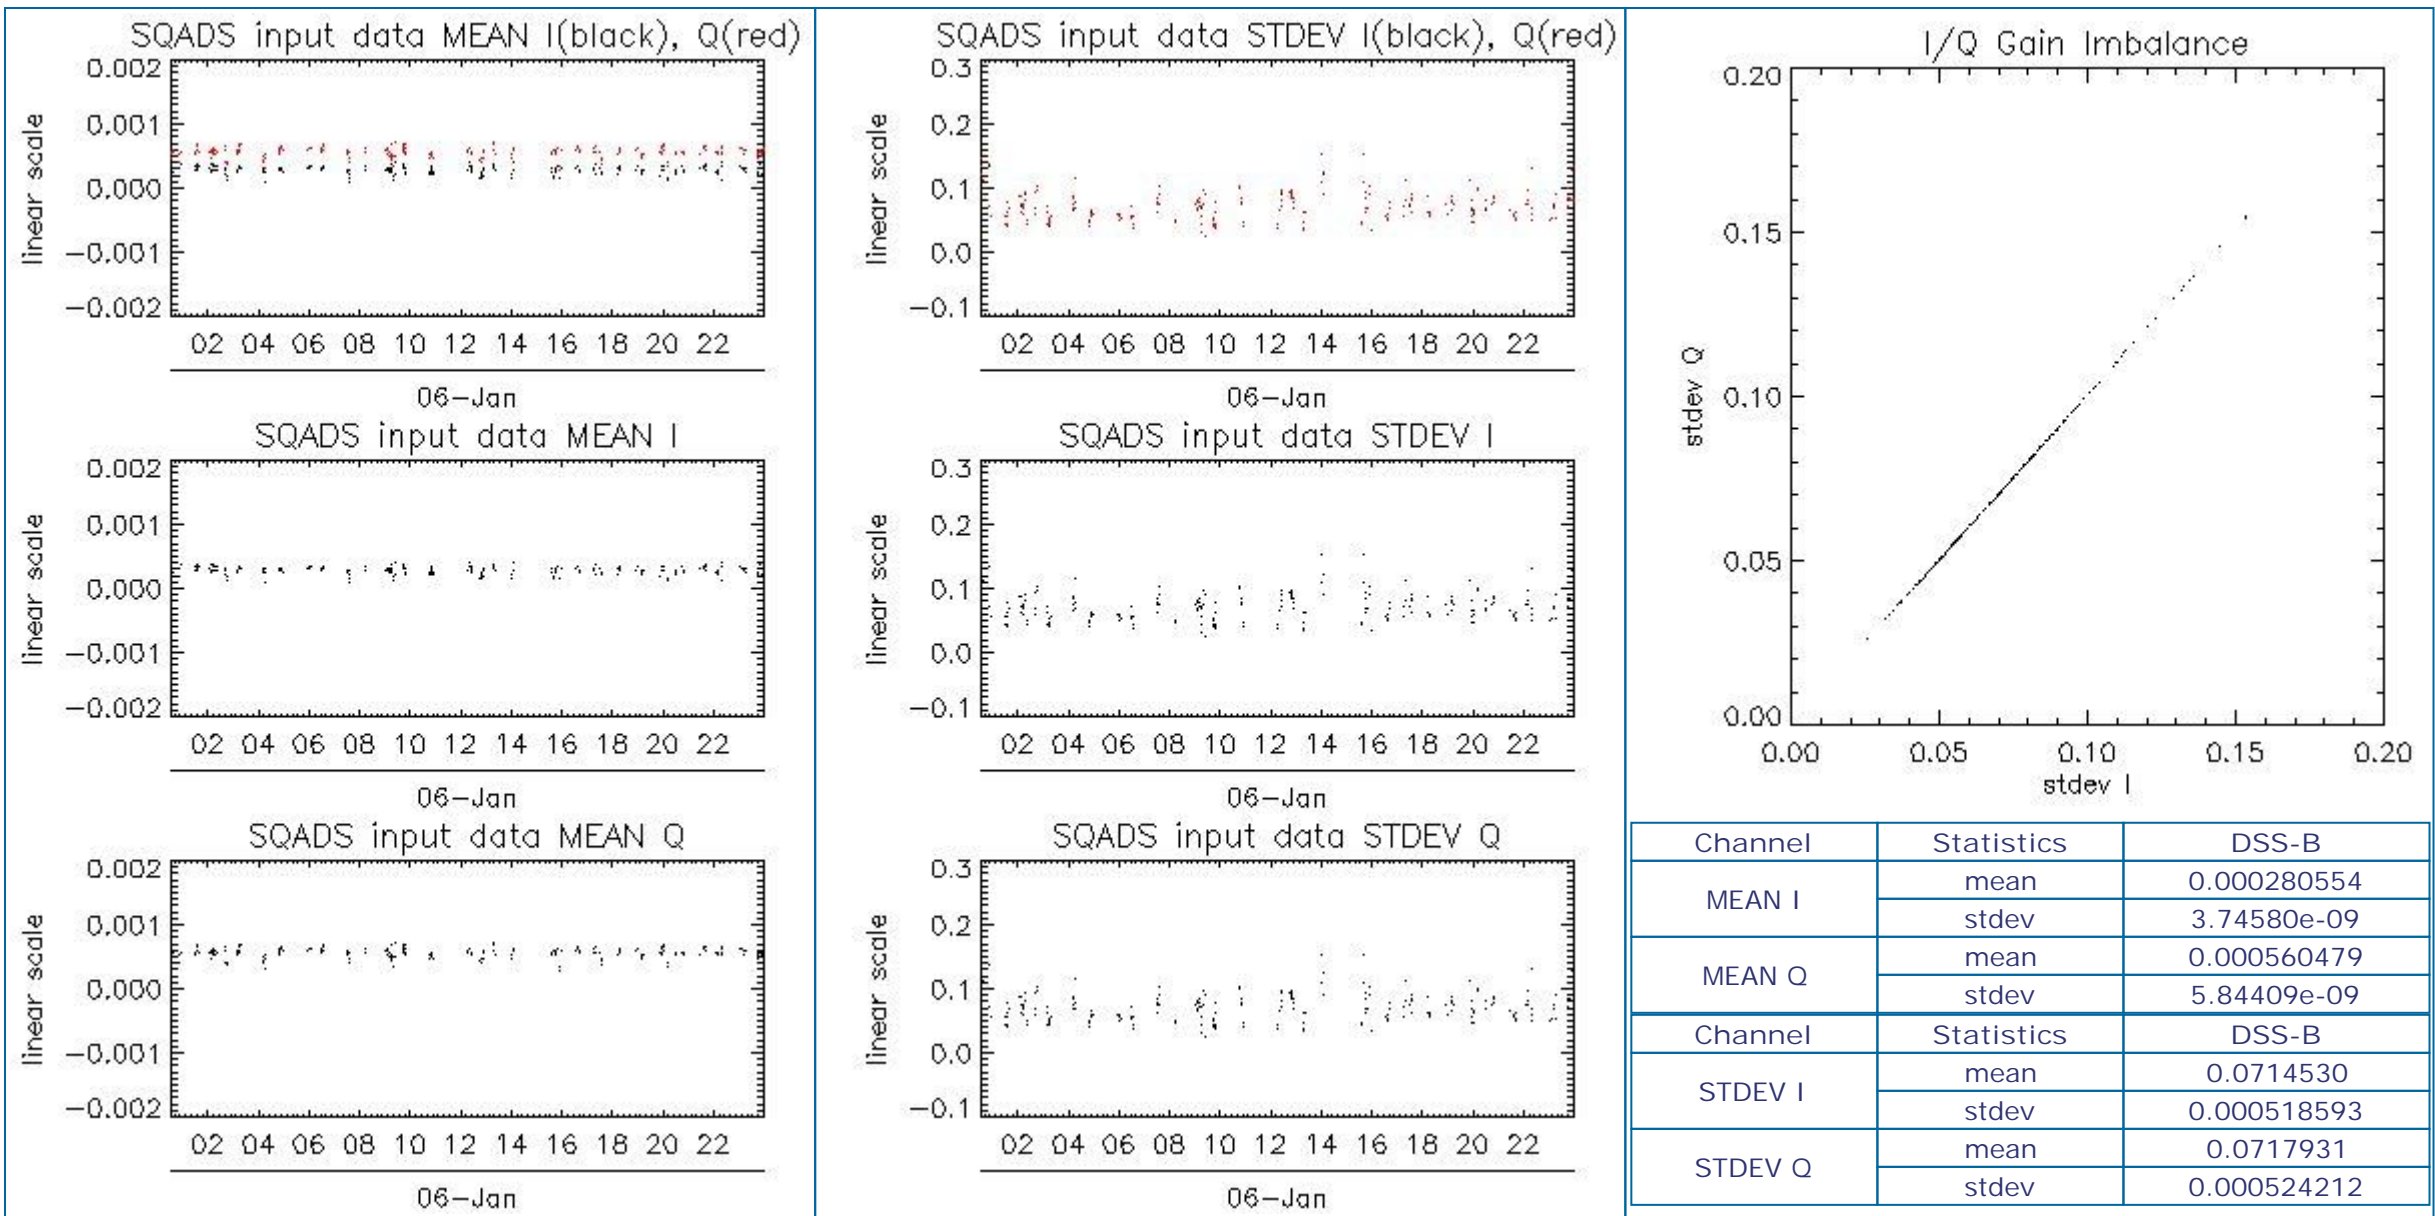 SQADS input data MEAN I(black), Q(red)
0.002
0.001
0.000
-0.001
-0.002
linear scale
02 04 06 08 10 12 14 16 18 20 22
06-Jan
SQADS input data MEAN I
0.002
0.001
0.000
-0.001
-0.002
linear scale
02 04 06 08 10 12 14 16 18 20 22
06-Jan
SQADS input data MEAN Q
0.002
0.001
0.000
-0.001
-0.002
linear scale
02 04 06 08 10 12 14 16 18 20 22
06-Jan
SQADS input data STDEV I(black), Q(red)
0.3
0.2
0.1
0.0
-0.1
linear scale
02 04 06 08 10 12 14 16 18 20 22
06-Jan
SQADS input data STDEV I
0.3
0.2
0.1
0.0
-0.1
linear scale
02 04 06 08 10 12 14 16 18 20 22
06-Jan
SQADS input data STDEV Q
0.3
0.2
0.1
0.0
-0.1
linear scale
02 04 06 08 10 12 14 16 18 20 22
06-Jan
I/Q Gain Imbalance
0.20
0.15
0.10
0.05
0.00
stdev Q
0.00 0.05 0.10 0.15 0.20
stdev I
Channel Statistics DSS-B
MEAN I mean 0.000280554
stdev 3.74580e-09
MEAN Q mean 0.000560479
stdev 5.84409e-09
Channel Statistics DSS-B
STDEV I mean 0.0714530
stdev 0.000518593
STDEV Q mean 0.0717931
stdev 0.000524212